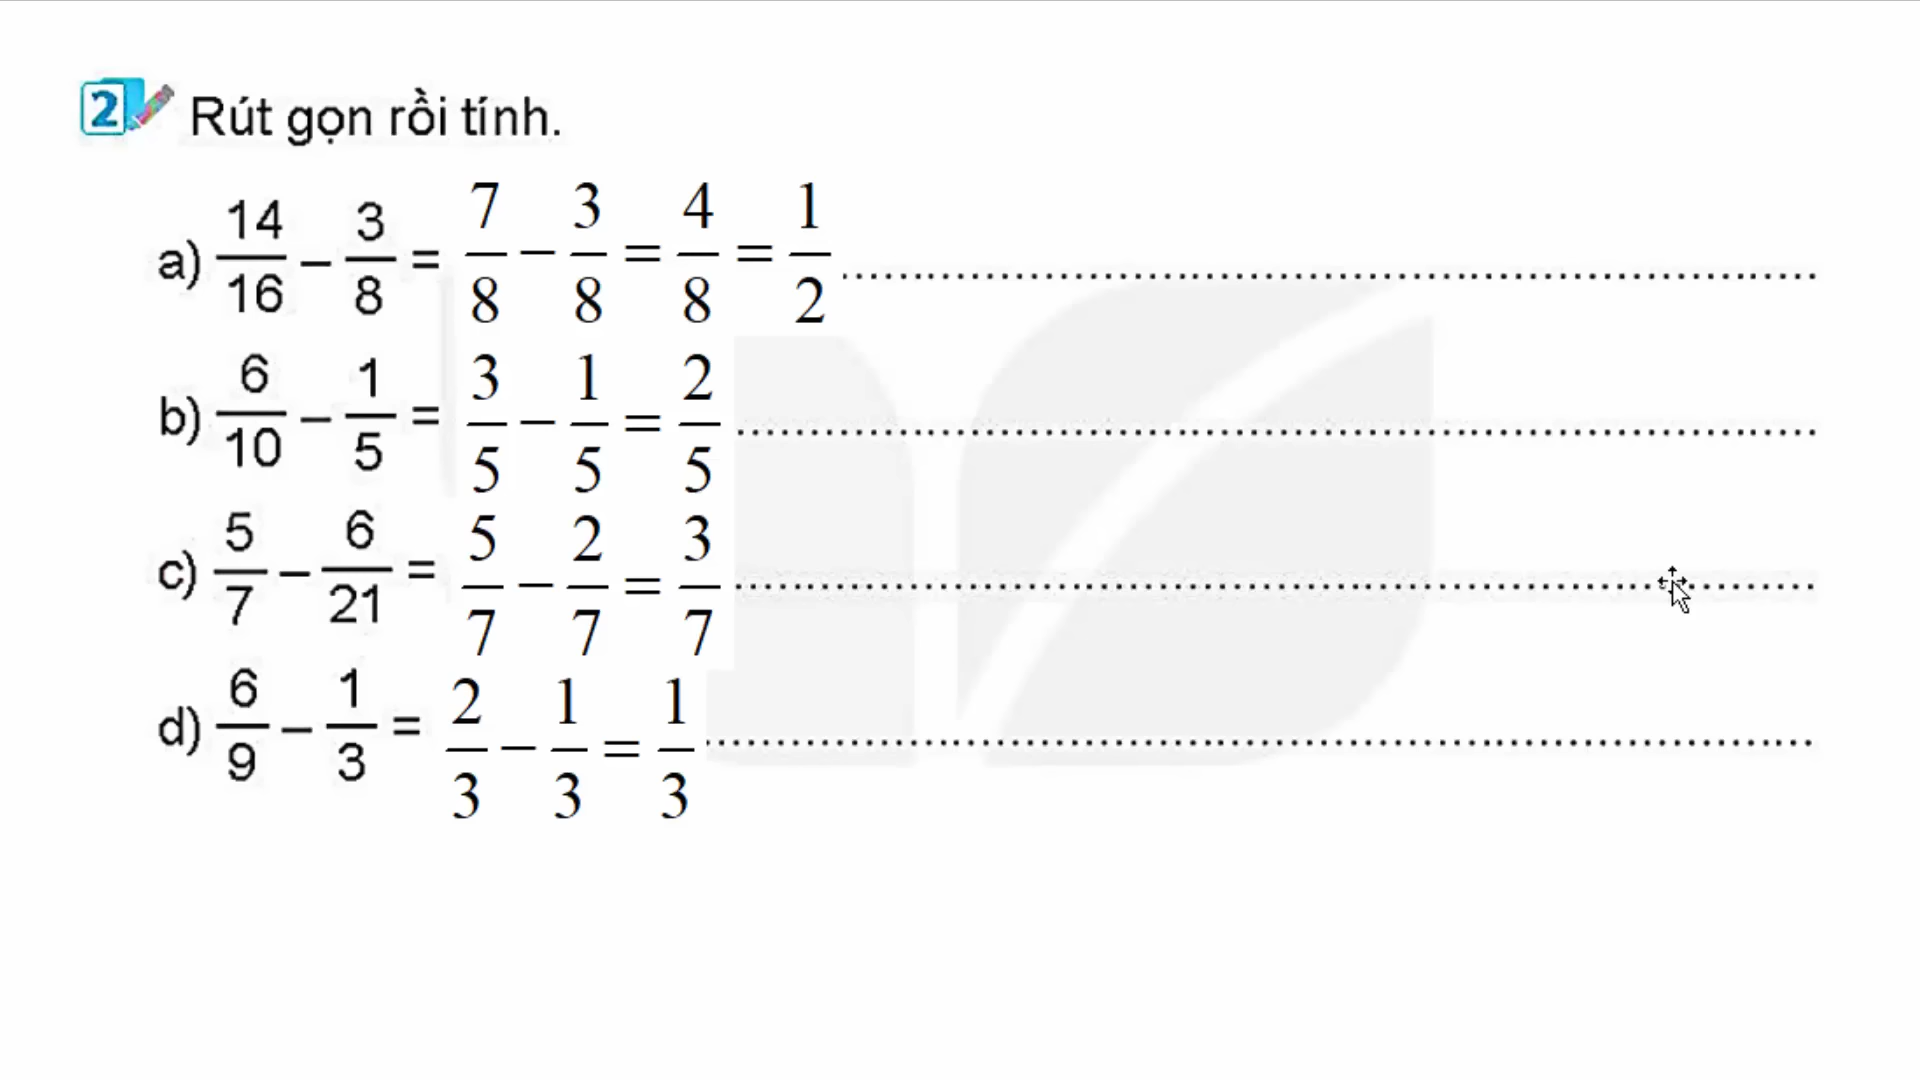 2 Rút gọn rồi tính.
a) 14/16 – 3/8 = 7/8 – 3/8 = 4/8 = 1/2 ..........
b) 6/10 – 1/5 = 3/5 – 1/5 = 2/5 ..........
c) 5/7 – 6/21 = 5/7 – 2/7 = 3/7 ..........
d) 6/9 – 1/3 = 2/3 – 1/3 = 1/3 ..........